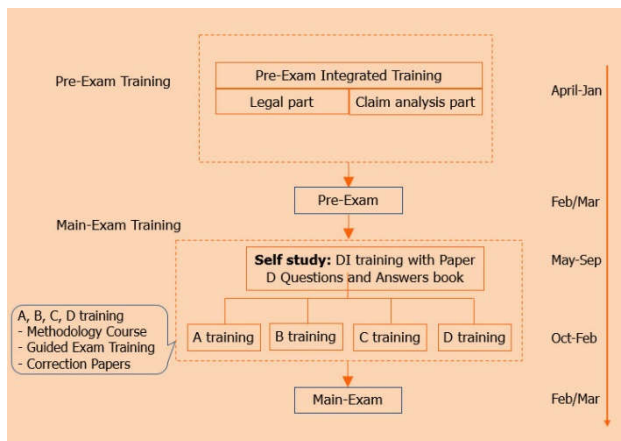 Pre-Exam Training
Pre-Exam Integrated Training
Legal part
Claim analysis part
April-Jan
Pre-Exam
Feb/Mar
Main-Exam Training
Self study: DI training with Paper
D Questions and Answers book
May-Sep
A, B, C, D training
- Methodology Course
- Guided Exam Training
- Correction Papers
A training
B training
C training
D training
Oct-Feb
Main-Exam
Feb/Mar